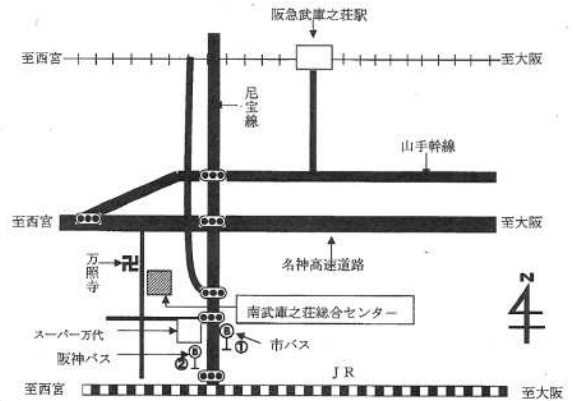 阪急武庫之荘駅
至西宮
至大阪
尼宝線
山手幹線
至西宮
至大阪
万照寺
名神高速道路
南武庫之荘総合センター
N
スーパー万代
B
①
市バス
阪神バス
B
②
JR
至西宮
至大阪